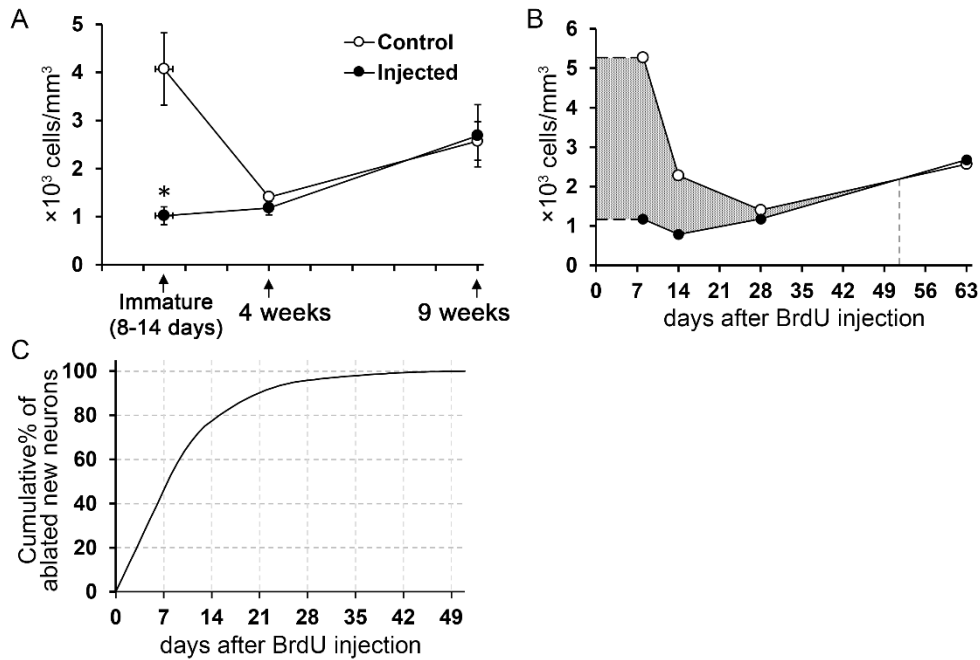 A
×10³ cells/mm³
5
4
3
2
1
0
Control
Injected
*
Immature
(8-14 days)
4 weeks
9 weeks
B
×10³ cells/mm³
6
5
4
3
2
1
0
0 7 14 21 28 35 42 49 56 63
days after BrdU injection
C
Cumulative% of
ablated new neurons
100
80
60
40
20
0
0 7 14 21 28 35 42 49
days after BrdU injection